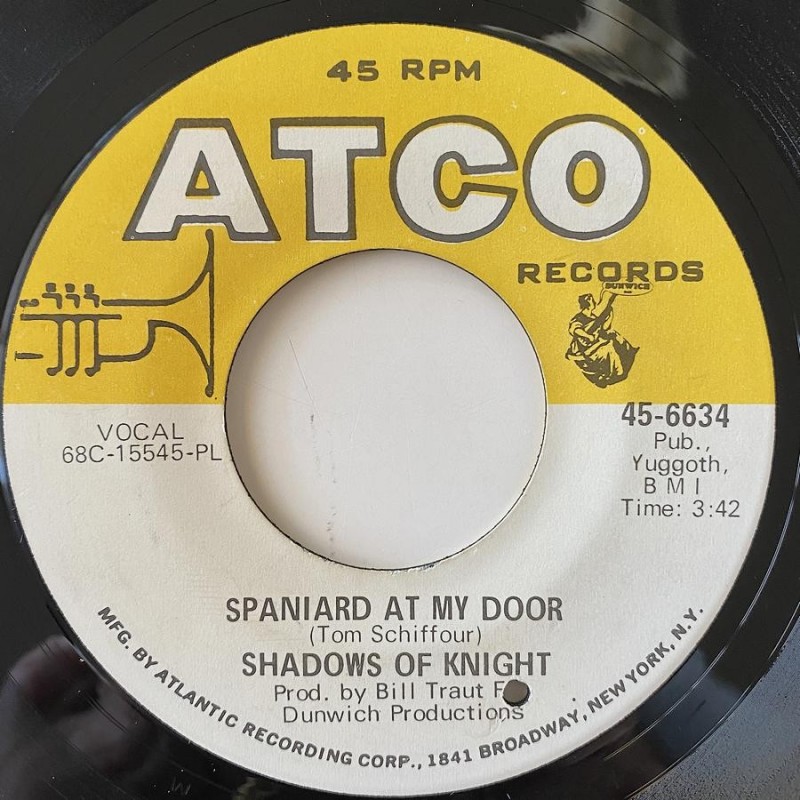 45 RPM
ATCO
RECORDS
DUNWICH
VOCAL
68C-15545-PL
45-6634
Pub.,
Yuggoth,
B M I
Time: 3:42
SPANIARD AT MY DOOR
(Tom Schiffour)
SHADOWS OF KNIGHT
Prod. by Bill Traut
Dunwich Productions
MFG. BY ATLANTIC RECORDING CORP., 1841 BROADWAY, NEW YORK, N.Y.